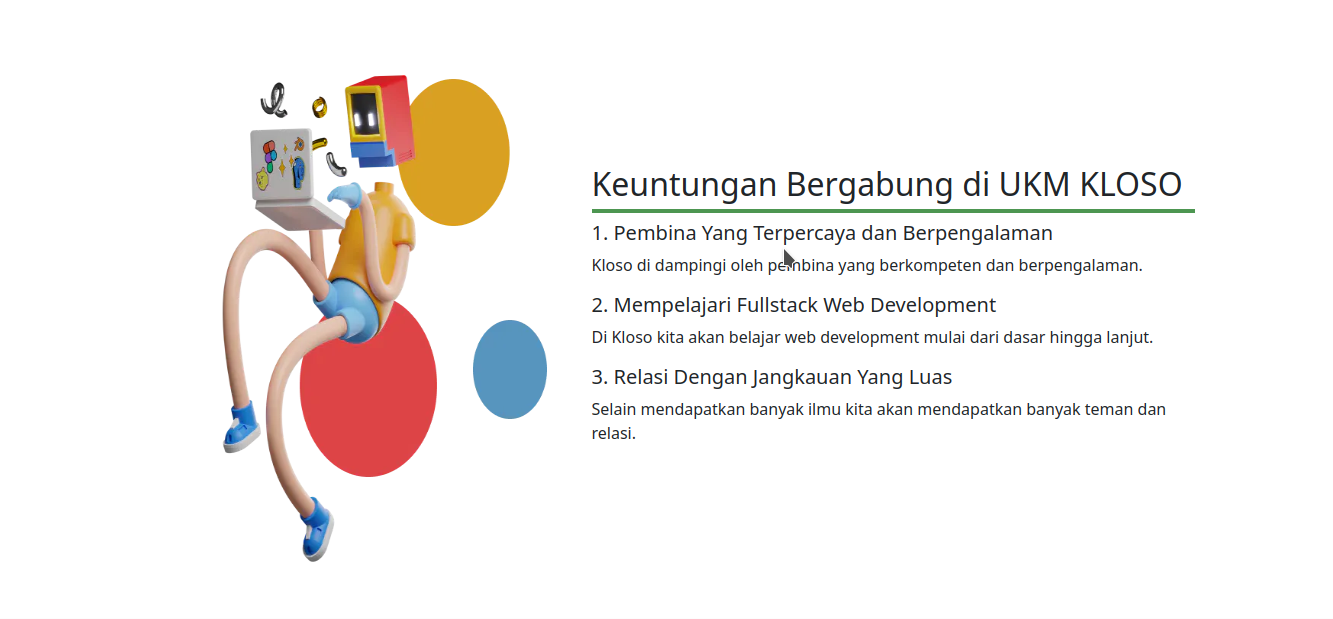 Keuntungan Bergabung di UKM KLOSO
1. Pembina Yang Terpercaya dan Berpengalaman
Kloso di dampingi oleh pembina yang berkompeten dan berpengalaman.
2. Mempelajari Fullstack Web Development
Di Kloso kita akan belajar web development mulai dari dasar hingga lanjut.
3. Relasi Dengan Jangkauan Yang Luas
Selain mendapatkan banyak ilmu kita akan mendapatkan banyak teman dan
relasi.